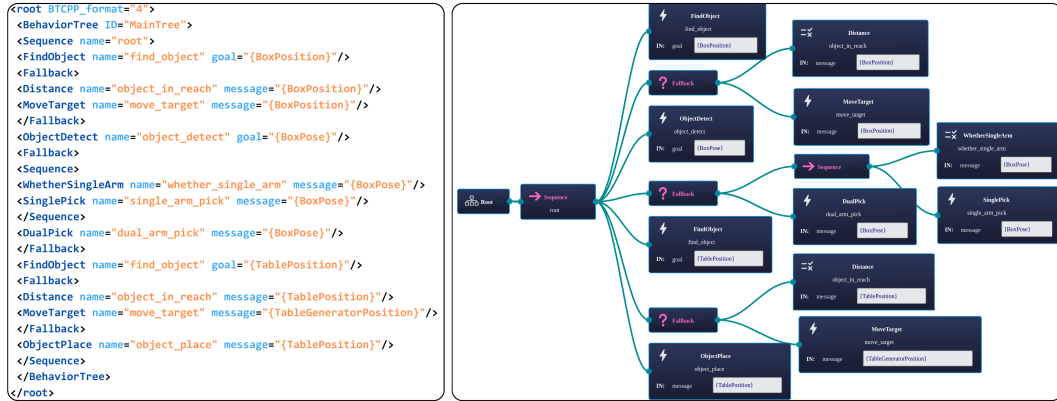 <root BTCPP_format="4">
<BehaviorTree ID="MainTree">
<Sequence name="root">
<FindObject name="find_object" goal="{BoxPosition}"/>
<Fallback>
<Distance name="object_in_reach" message="{BoxPosition}"/>
<MoveTarget name="move_target" message="{BoxPosition}"/>
</Fallback>
<ObjectDetect name="object_detect" goal="{BoxPose}"/>
<Fallback>
<Sequence>
<WhetherSingleArm name="whether_single_arm" message="{BoxPose}"/>
<SinglePick name="single_arm_pick" message="{BoxPose}"/>
</Sequence>
<DualPick name="dual_arm_pick" message="{BoxPose}"/>
</Fallback>
<FindObject name="find_object" goal="{TablePosition}"/>
<Fallback>
<Distance name="object_in_reach" message="{TablePosition}"/>
<MoveTarget name="move_target" message="{TableGeneratorPosition}"/>
</Fallback>
<ObjectPlace name="object_place" message="{TablePosition}"/>
</Sequence>
</BehaviorTree>
</root>
Root
Sequence
root
FindObject
find_object
IN: goal {BoxPosition}
Fallback
Distance
object_in_reach
IN: message {BoxPosition}
MoveTarget
move_target
IN: message {BoxPosition}
ObjectDetect
object_detect
IN: goal {BoxPose}
Fallback
Sequence
WhetherSingleArm
whether_single_arm
IN: message {BoxPose}
SinglePick
single_arm_pick
IN: message {BoxPose}
DualPick
dual_arm_pick
IN: message {BoxPose}
FindObject
find_object
IN: goal {TablePosition}
Fallback
Distance
object_in_reach
IN: message {TablePosition}
MoveTarget
move_target
IN: message {TableGeneratorPosition}
ObjectPlace
object_place
IN: message {TablePosition}